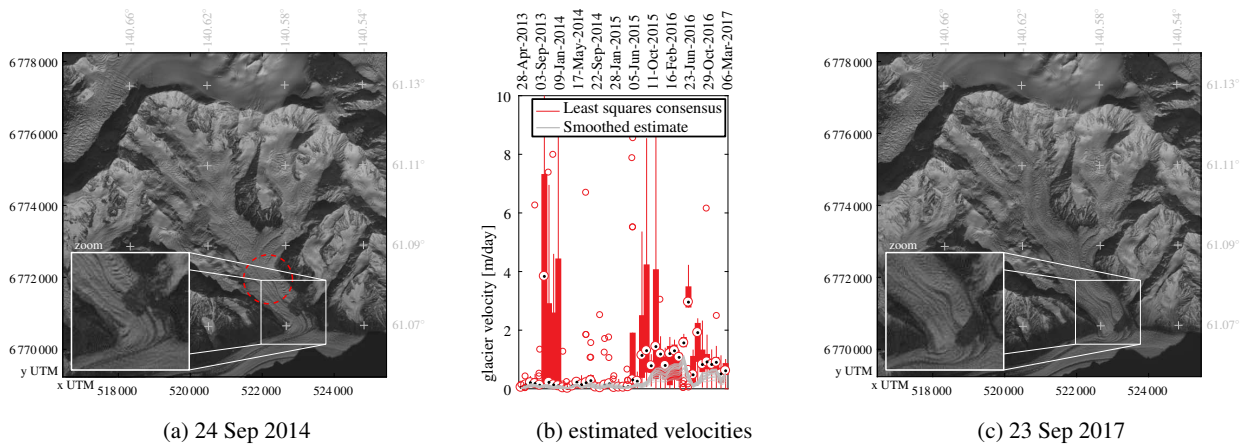 −140.66°
−140.62°
−140.58°
−140.54°
6 778 000
6 776 000
6 774 000
6 772 000
6 770 000
y UTM
x UTM
518 000
520 000
522 000
524 000
61.13°
61.11°
61.09°
61.07°
zoom
(a) 24 Sep 2014
28-Apr-2013
03-Sep-2013
09-Jan-2014
17-May-2014
22-Sep-2014
28-Jan-2015
05-Jun-2015
11-Oct-2015
16-Feb-2016
23-Jun-2016
29-Oct-2016
06-Mar-2017
10
8
6
4
2
0
glacier velocity [m/day]
Least squares consensus
Smoothed estimate
(b) estimated velocities
−140.66°
−140.62°
−140.58°
−140.54°
6 778 000
6 776 000
6 774 000
6 772 000
6 770 000
y UTM
x UTM
518 000
520 000
522 000
524 000
61.13°
61.11°
61.09°
61.07°
zoom
(c) 23 Sep 2017